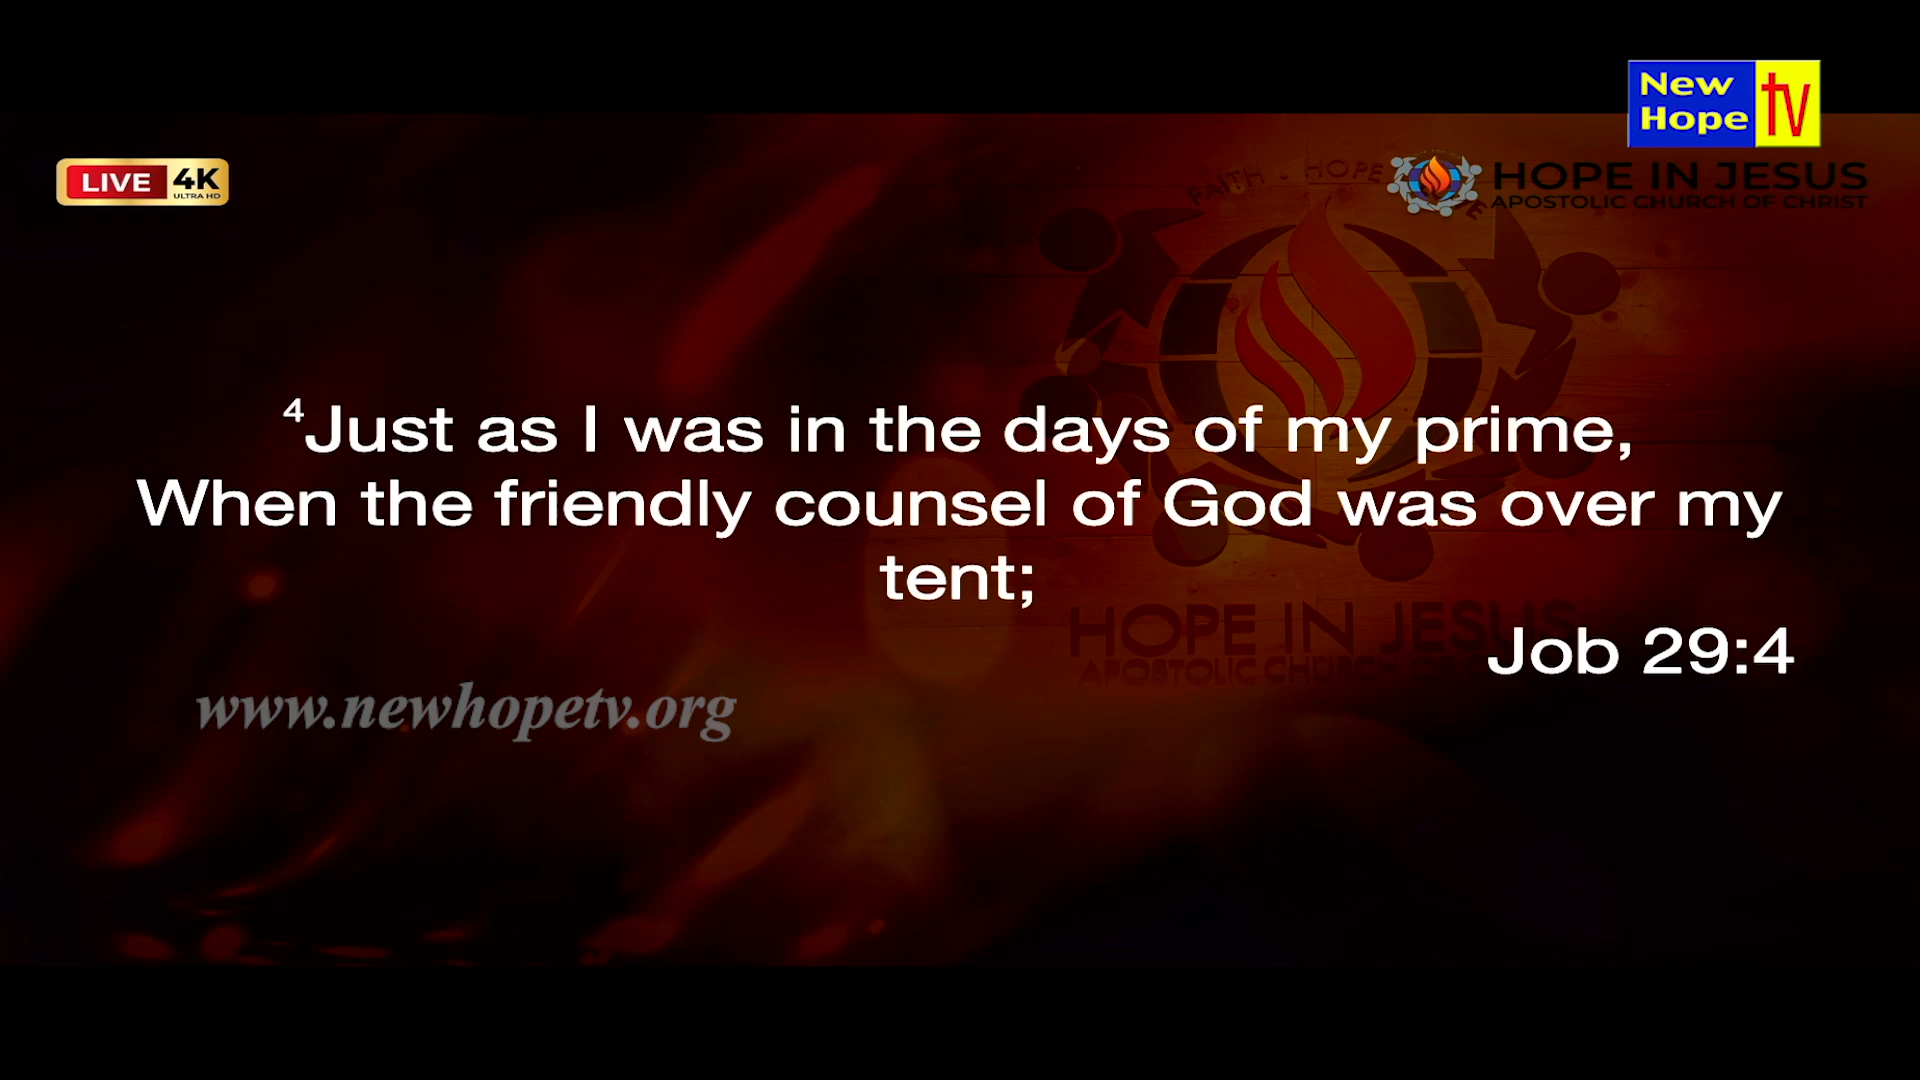 New
Hope
tv
LIVE 4K
ULTRA HD
FAITH . HOPE
HOPE IN JESUS
APOSTOLIC CHURCH OF CHRIST
4Just as I was in the days of my prime,
When the friendly counsel of God was over my
tent;
HOPE IN JESUS
APOSTOLIC CHURCH
Job 29:4
www.newhopetv.org